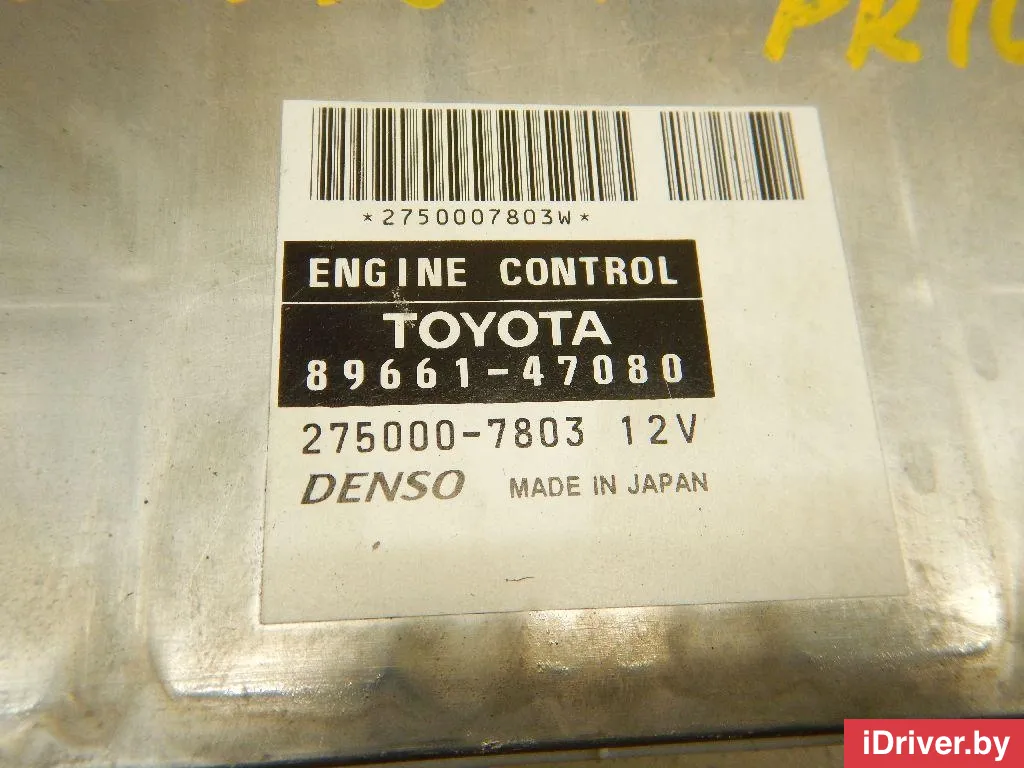 *2750007803W*
ENGINE CONTROL
TOYOTA
89661-47080
275000-7803 12V
DENSO MADE IN JAPAN
iDriver.by